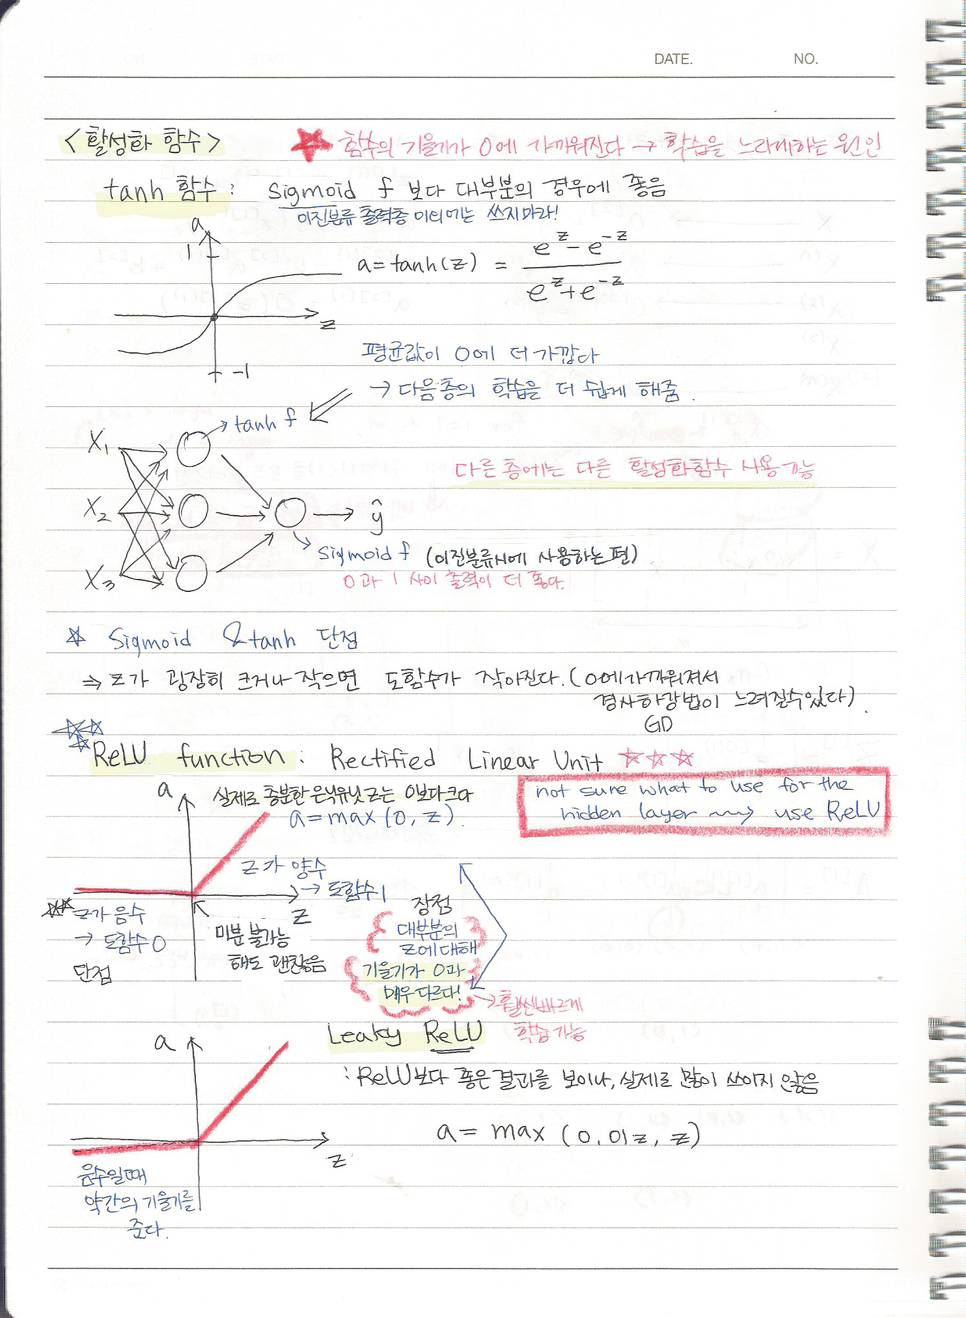 DATE. NO.
<활성화 함수>
★ 함수의 기울기가 0에 가까워진다 → 학습을 느리게하는 원인
tanh 함수 : sigmoid f 보다 대부분의 경우에 좋음
이진분류 출력층 이외에는 쓰지마라!
a
1
a = tanh(z) = (e^z - e^-z) / (e^z + e^-z)
z
-1
평균값이 0에 더 가깝다
→ 다음층의 학습을 더 쉽게 해줌.
→ tanh f
X1
X2
X3
ŷ
다른 층에는 다른 활성화함수 사용 가능
sigmoid f (이진분류시에 사용하는 편)
0과 1 사이 출력이 더 좋다.
☆ Sigmoid & tanh 단점
⇒ z가 굉장히 크거나 작으면 도함수가 작아진다. (0에 가까워져서
경사하강법이 느려질수있다).
GD
ReLU function : Rectified Linear Unit ☆☆☆
a
실제로 충분한 은닉유닛 z는 0보다 크다
a = max (0, z).
not sure what to use for the
hidden layer ~~> use ReLU
z가 양수
→ 도함수 1
z
z가 음수
→ 도함수 0
단점
미분 불가능
해도 괜찮음
장점
대부분의
z에 대해
기울기가 0과
매우 다르다!
→ 훨씬 빠르게
학습 가능
Leaky ReLU
: ReLU보다 좋은 결과를 보이나, 실제로 많이 쓰이지 않음
a
a = max (0.01z, z)
z
음수일때
약간의 기울기를
준다.